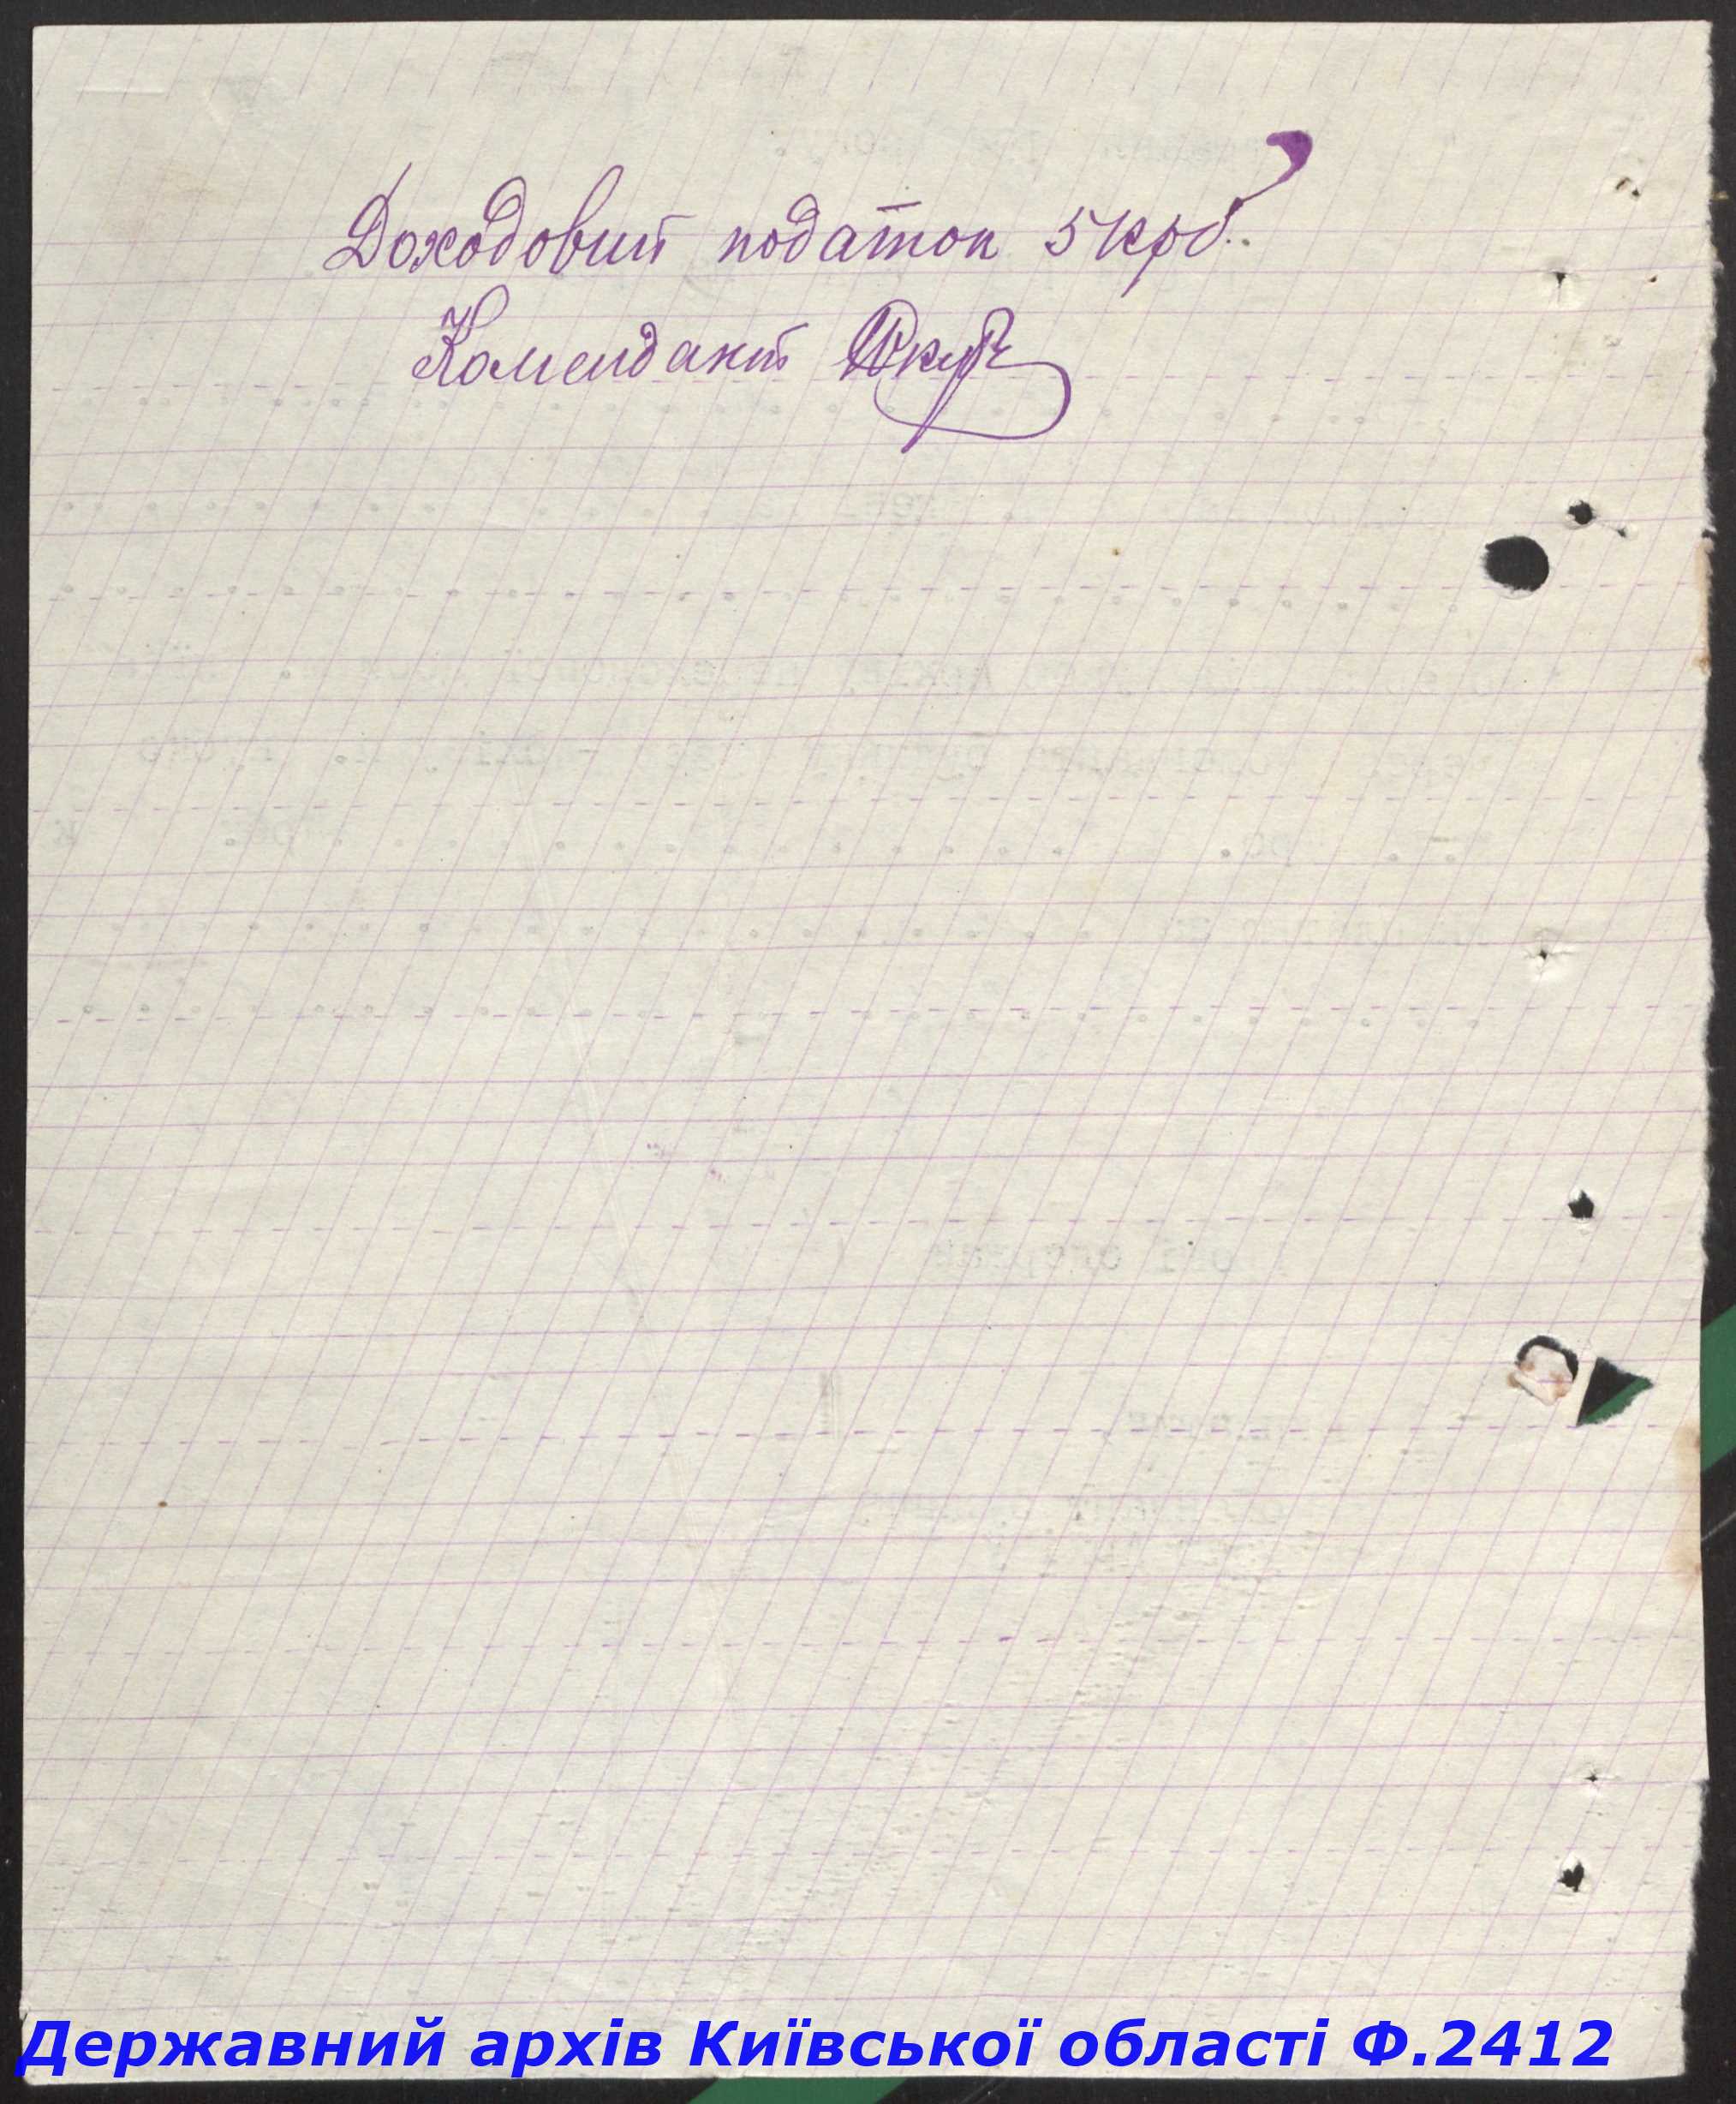 Доходовий податок 5 крб.
Комендант
Державний архів Київської області Ф.2412